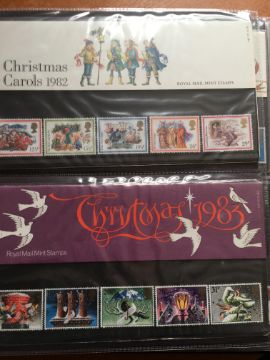 Christmas
Carols 1982
ROYAL MAIL MINT STAMPS
Christmas 1983
Royal Mail Mint Stamps